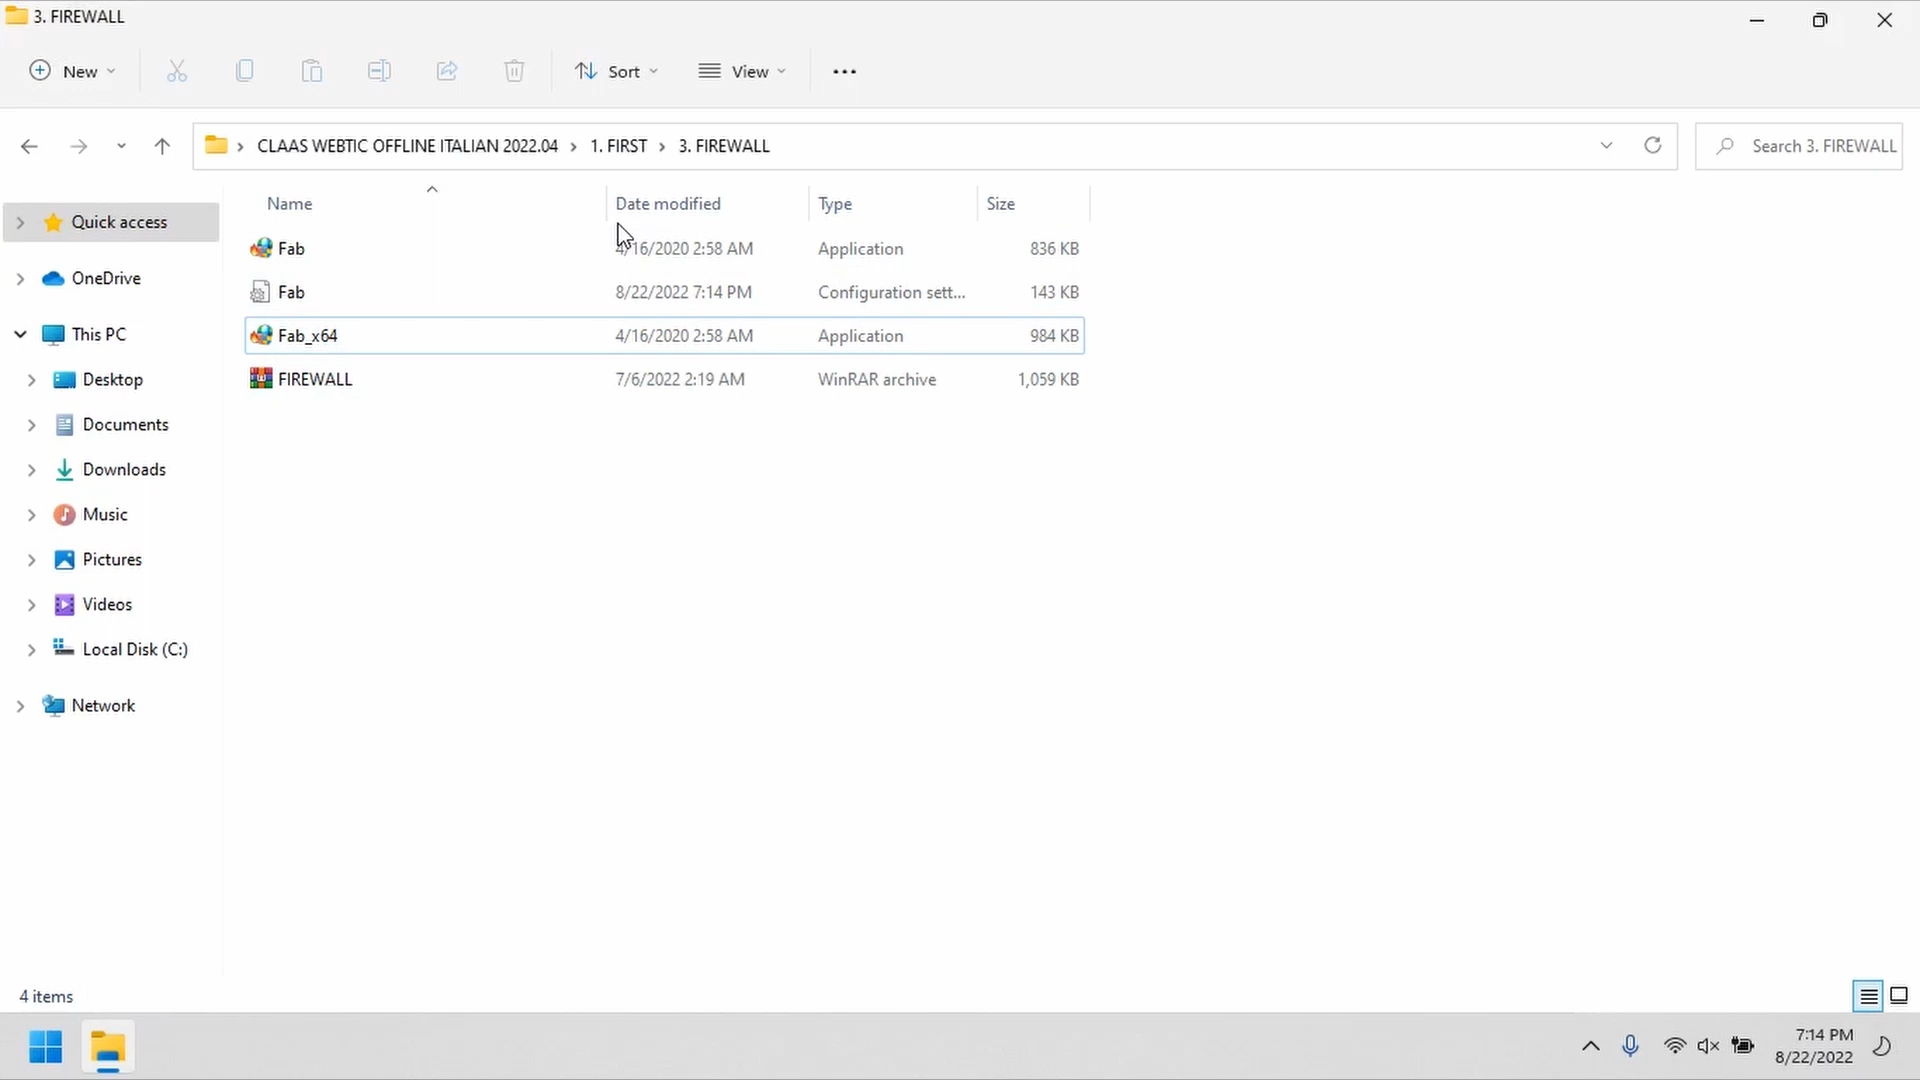 3. FIREWALL
New
Sort
View
CLAAS WEBTIC OFFLINE ITALIAN 2022.04 > 1. FIRST > 3. FIREWALL
Search 3. FIREWALL
Name Date modified Type Size
Quick access
Fab 4/16/2020 2:58 AM Application 836 KB
OneDrive
Fab 8/22/2022 7:14 PM Configuration sett... 143 KB
This PC
Fab_x64 4/16/2020 2:58 AM Application 984 KB
Desktop
FIREWALL 7/6/2022 2:19 AM WinRAR archive 1,059 KB
Documents
Downloads
Music
Pictures
Videos
Local Disk (C:)
Network
4 items
7:14 PM
8/22/2022